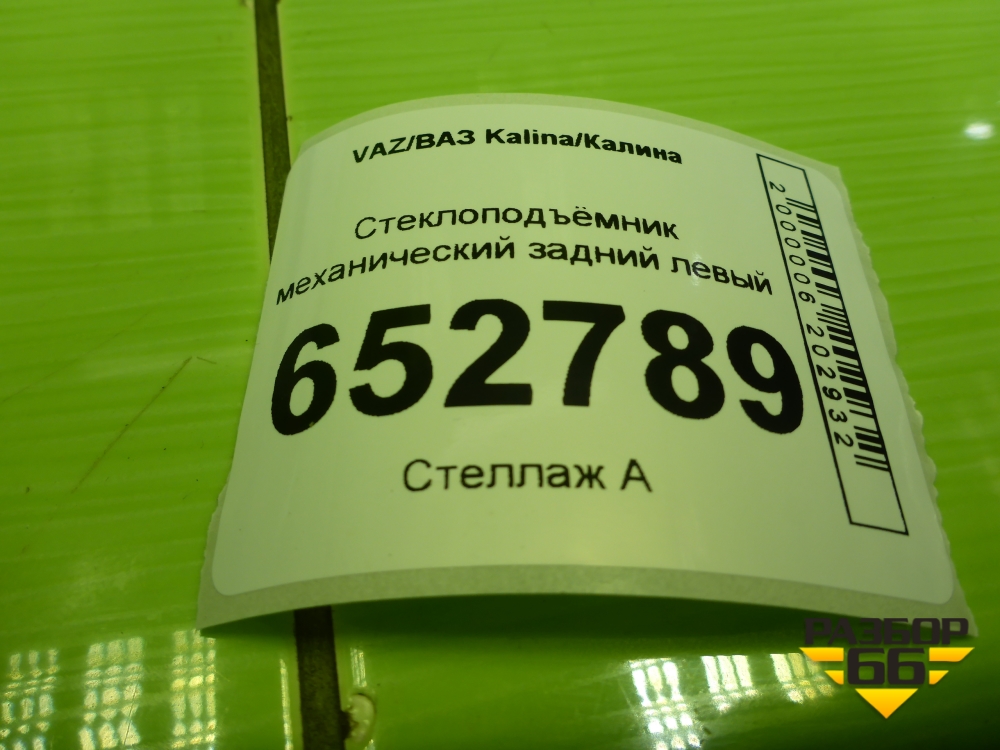 VAZ/ВАЗ Kalina/Калина
Стеклоподъёмник
механический задний левый
652789
Стеллаж А
2000006202932
РАЗБОР
66